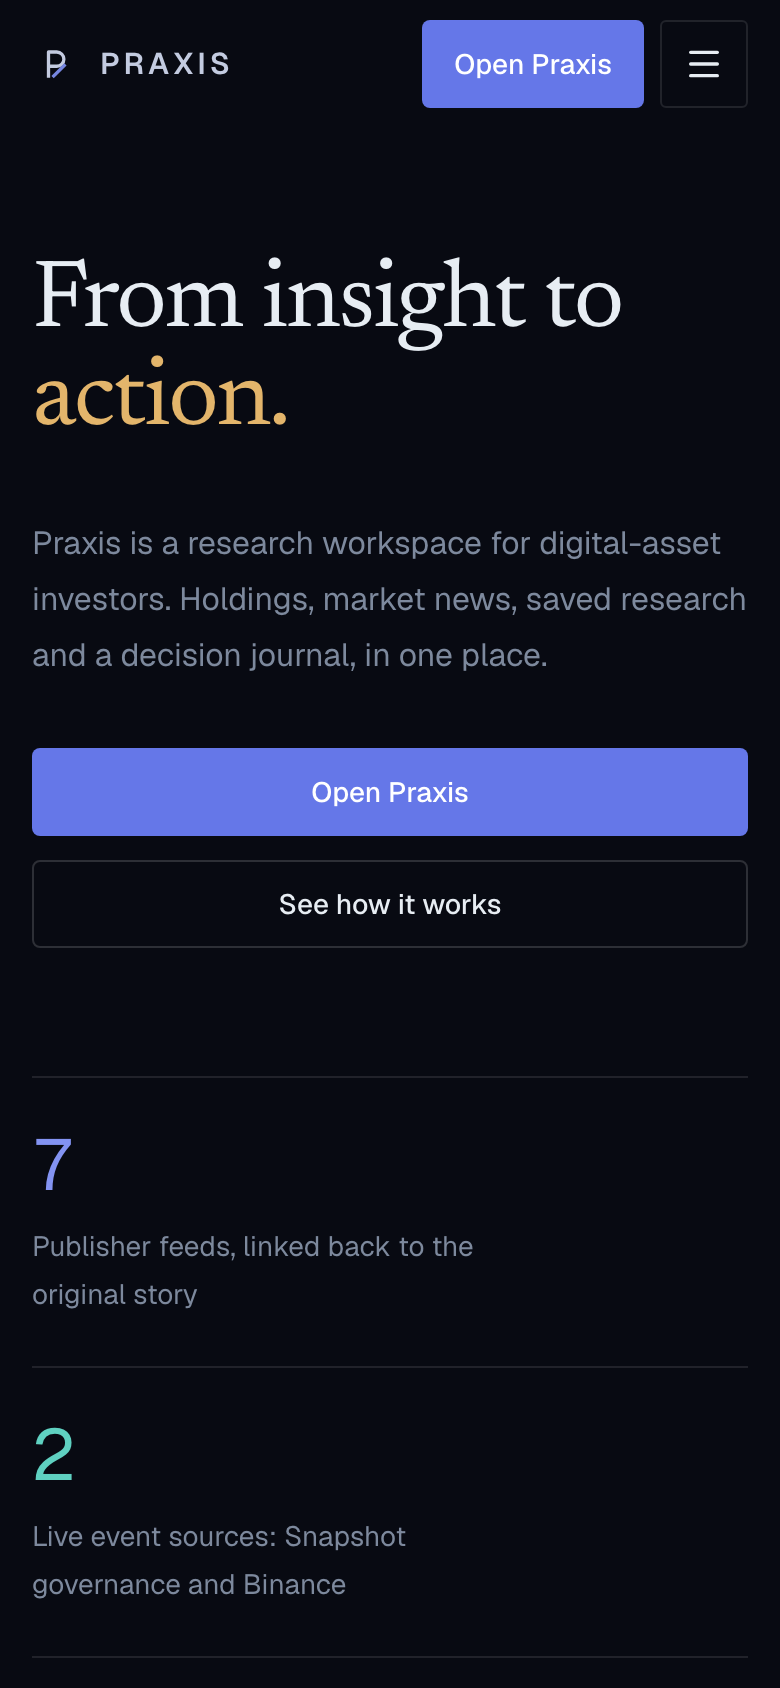 PRAXIS
Open Praxis
From insight to
action.
Praxis is a research workspace for digital-asset
investors. Holdings, market news, saved research
and a decision journal, in one place.
Open Praxis
See how it works
7
Publisher feeds, linked back to the
original story
2
Live event sources: Snapshot
governance and Binance